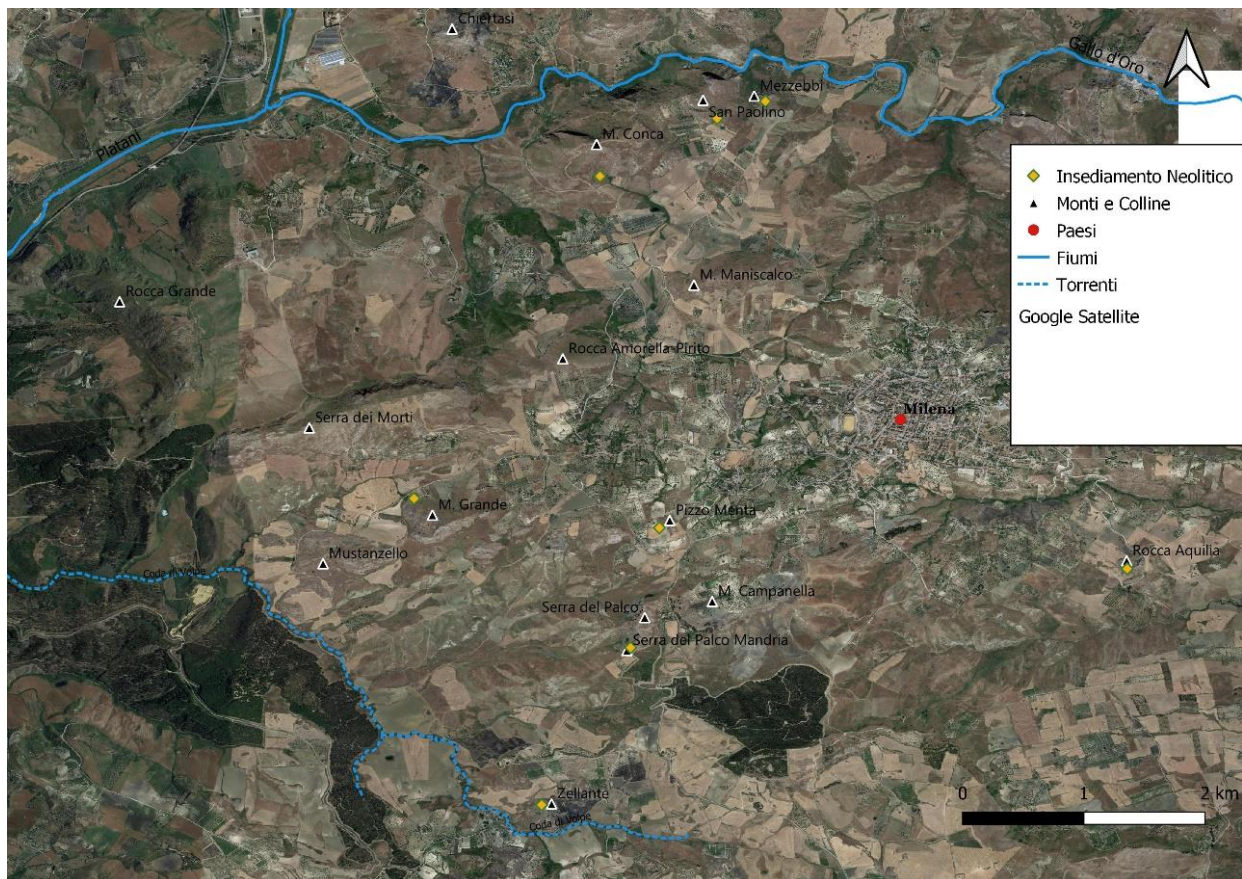 Chiertasi
Gallo d'Oro
Platani
Mezzebbi
San Paolino
M. Conca
Insediamento Neolitico
Monti e Colline
Paesi
Fiumi
Torrenti
Google Satellite
M. Maniscalco
Rocca Grande
Rocca Amorella-Pirito
Milena
Serra dei Morti
M. Grande
Pizzo Menta
Rocca Aquilia
Mustanzello
Coda di Volpe
M. Campanella
Serra del Palco
Serra del Palco Mandria
Zellante
Coda di Volpe
0 1 2 km